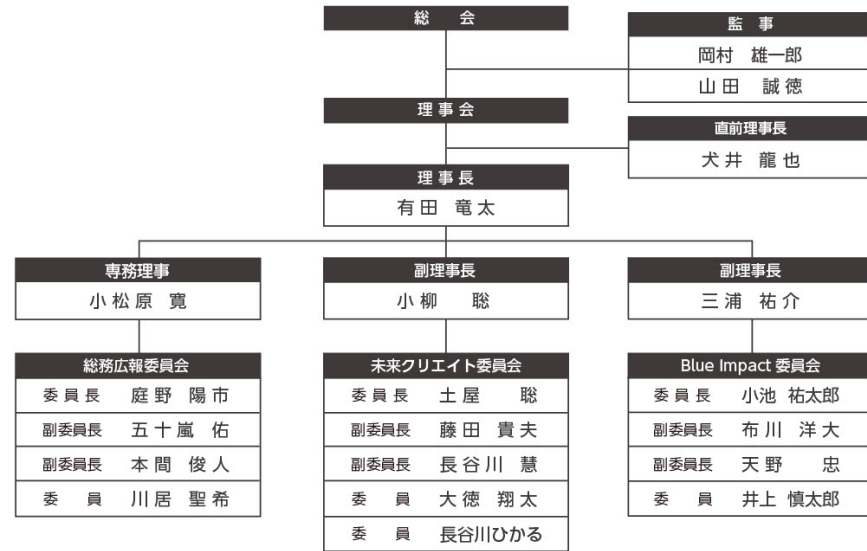 総会
監事
岡村 雄一郎
山田 誠徳
理事会
直前理事長
犬井 龍也
理事長
有田 竜太
専務理事
小松原 寛
副理事長
小柳 聡
副理事長
三浦 祐介
総務広報委員会
委員長 庭野 陽市
副委員長 五十嵐 佑
副委員長 本間 俊人
委員 川居 聖希
未来クリエイト委員会
委員長 土屋 聡
副委員長 藤田 貴夫
副委員長 長谷川 慧
委員 大徳 翔太
委員 長谷川ひかる
Blue Impact 委員会
委員長 小池 祐太郎
副委員長 布川 洋大
副委員長 天野 忠
委員 井上 慎太郎